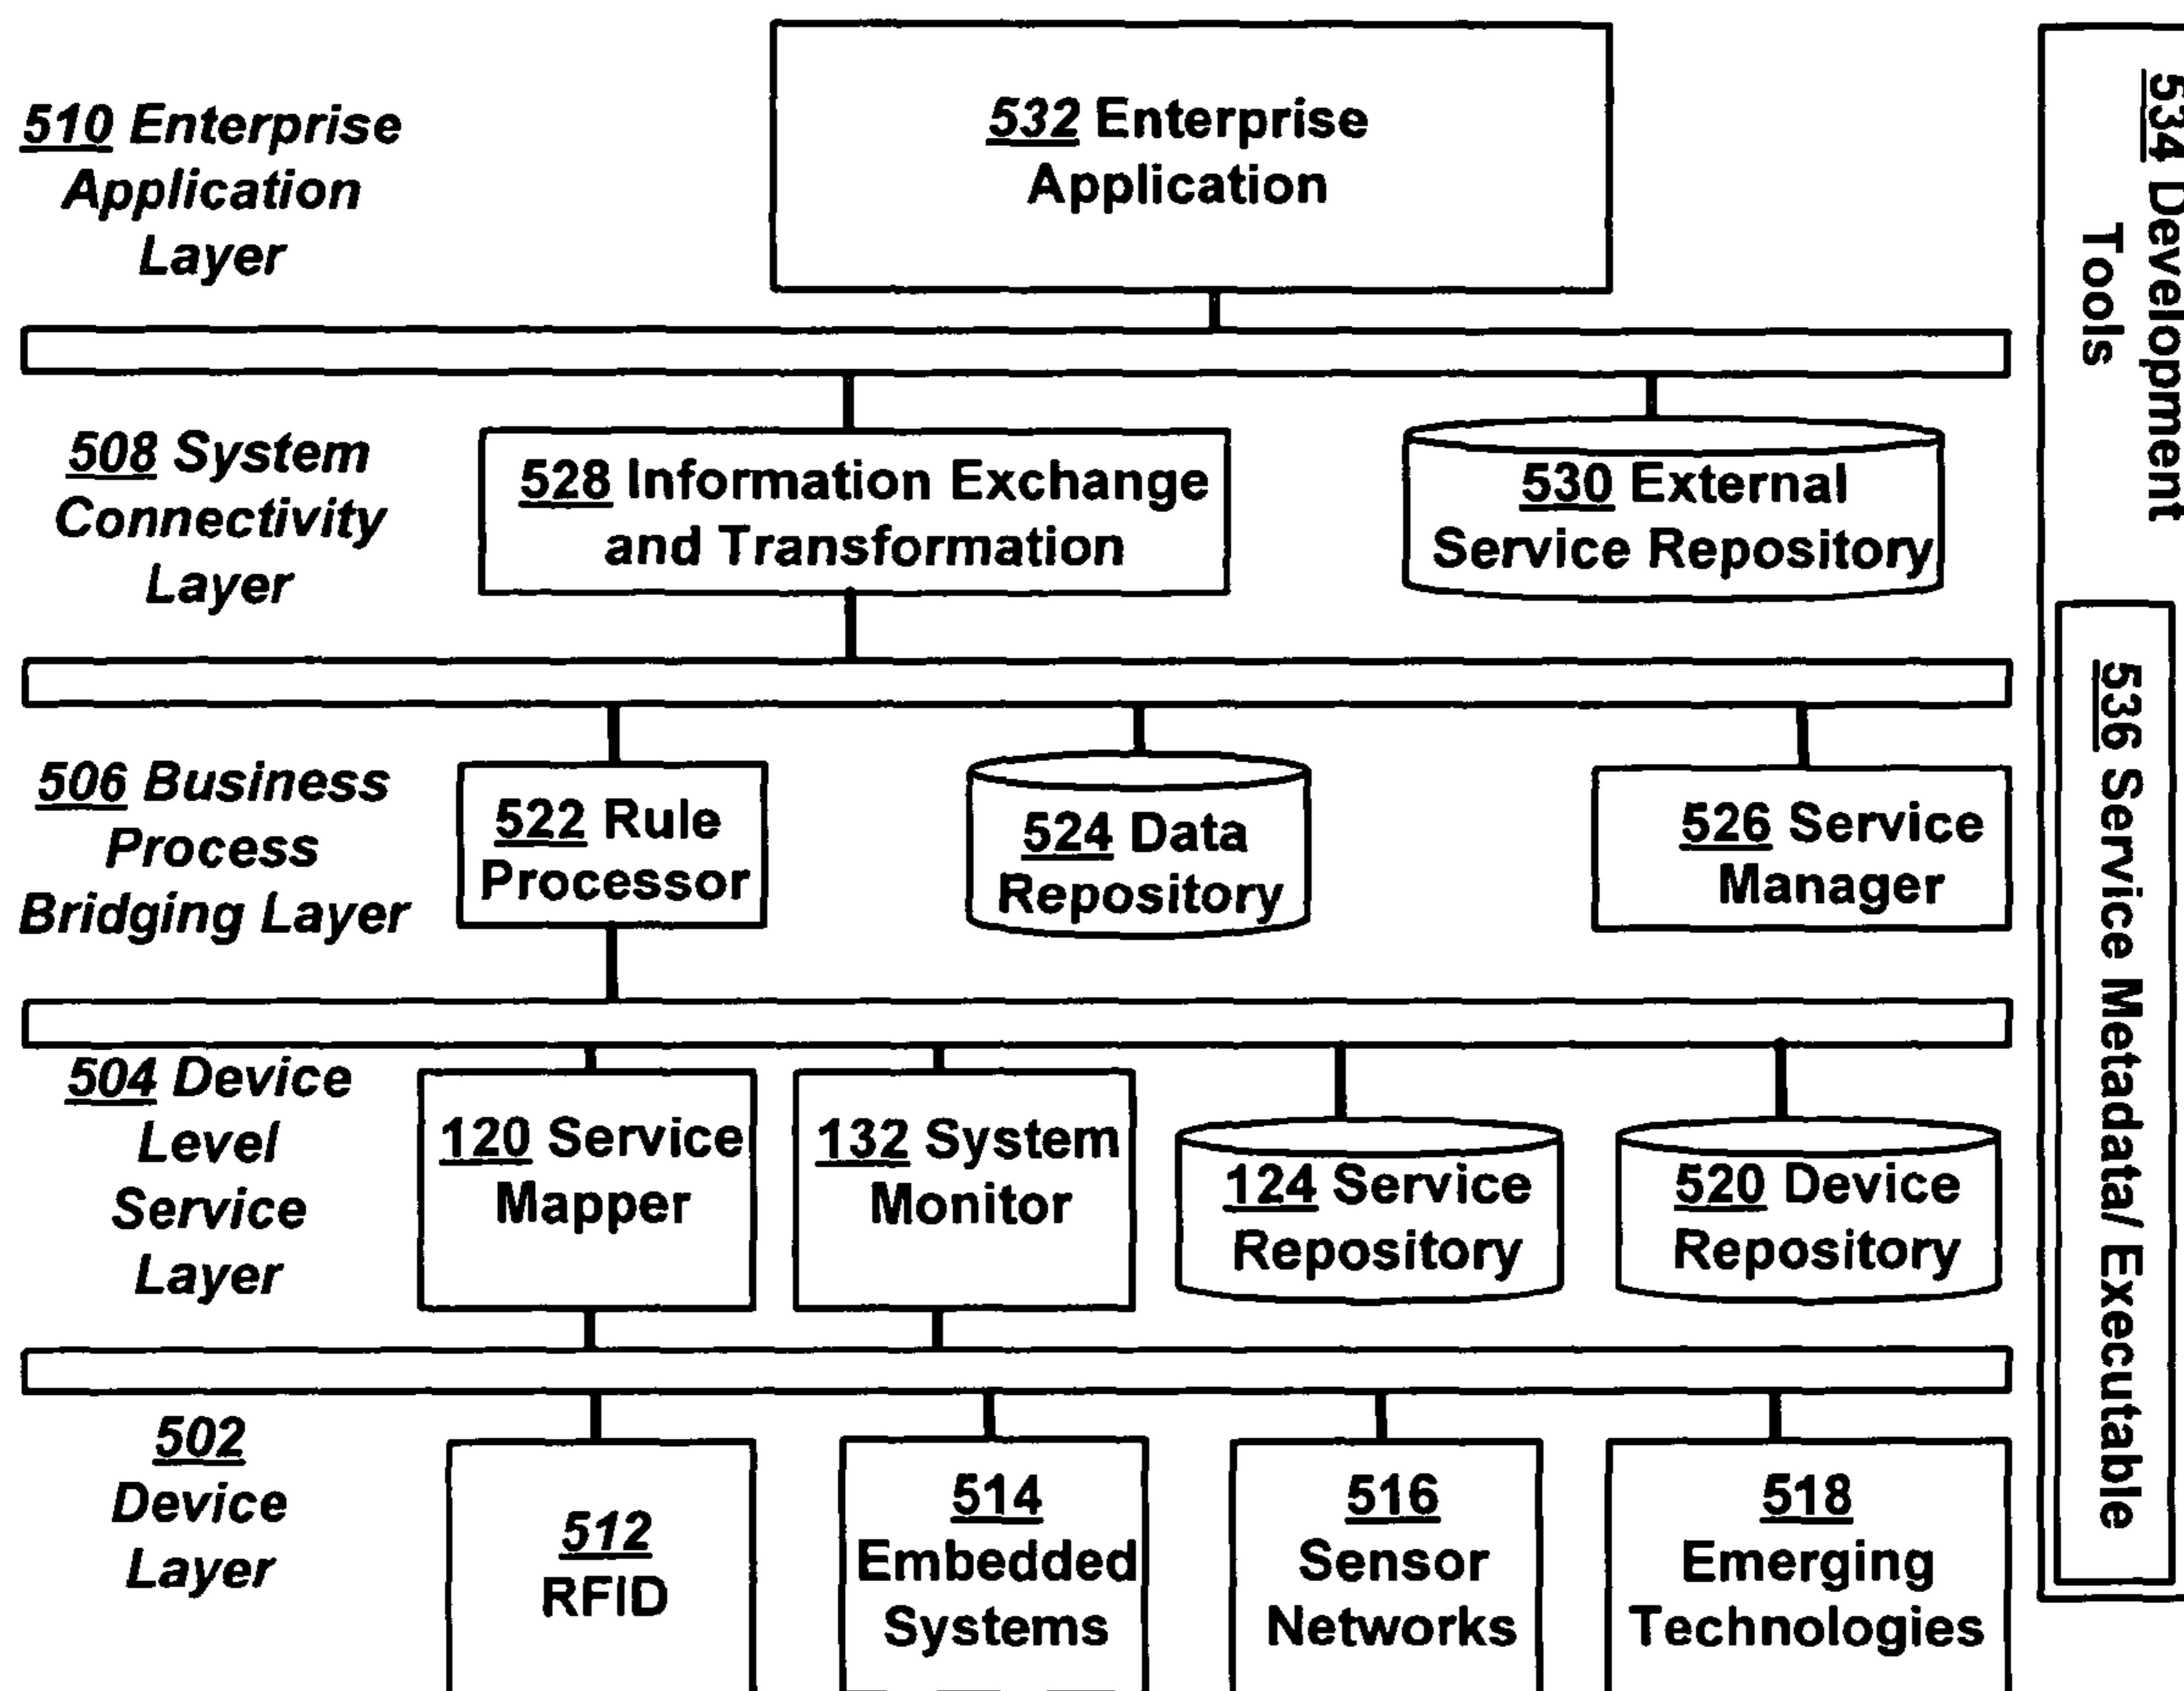 510 Enterprise
Application
Layer
532 Enterprise
Application
508 System
Connectivity
Layer
528 Information Exchange
and Transformation
530 External
Service Repository
506 Business
Process
Bridging Layer
522 Rule
Processor
524 Data
Repository
526 Service
Manager
504 Device
Level
Service
Layer
120 Service
Mapper
132 System
Monitor
124 Service
Repository
520 Device
Repository
502
Device
Layer
512
RFID
514
Embedded
Systems
516
Sensor
Networks
518
Emerging
Technologies
534 Development
Tools
536 Service Metadata/ Executable